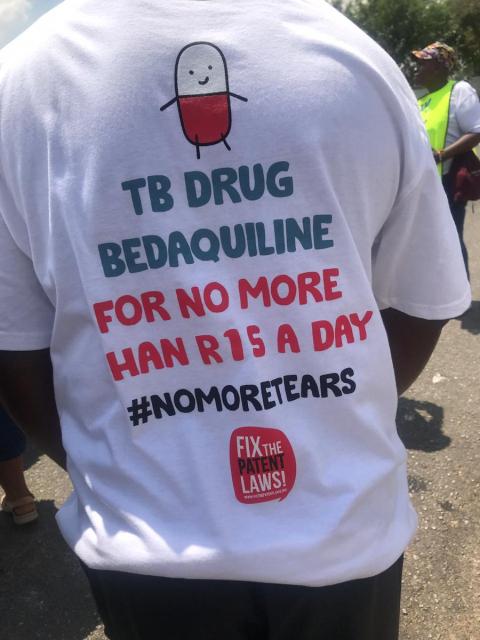 TB DRUG
BEDAQUILINE
FOR NO MORE
HAN R15 A DAY
#NOMORETEARS
FIX THE
PATENT
LAWS!